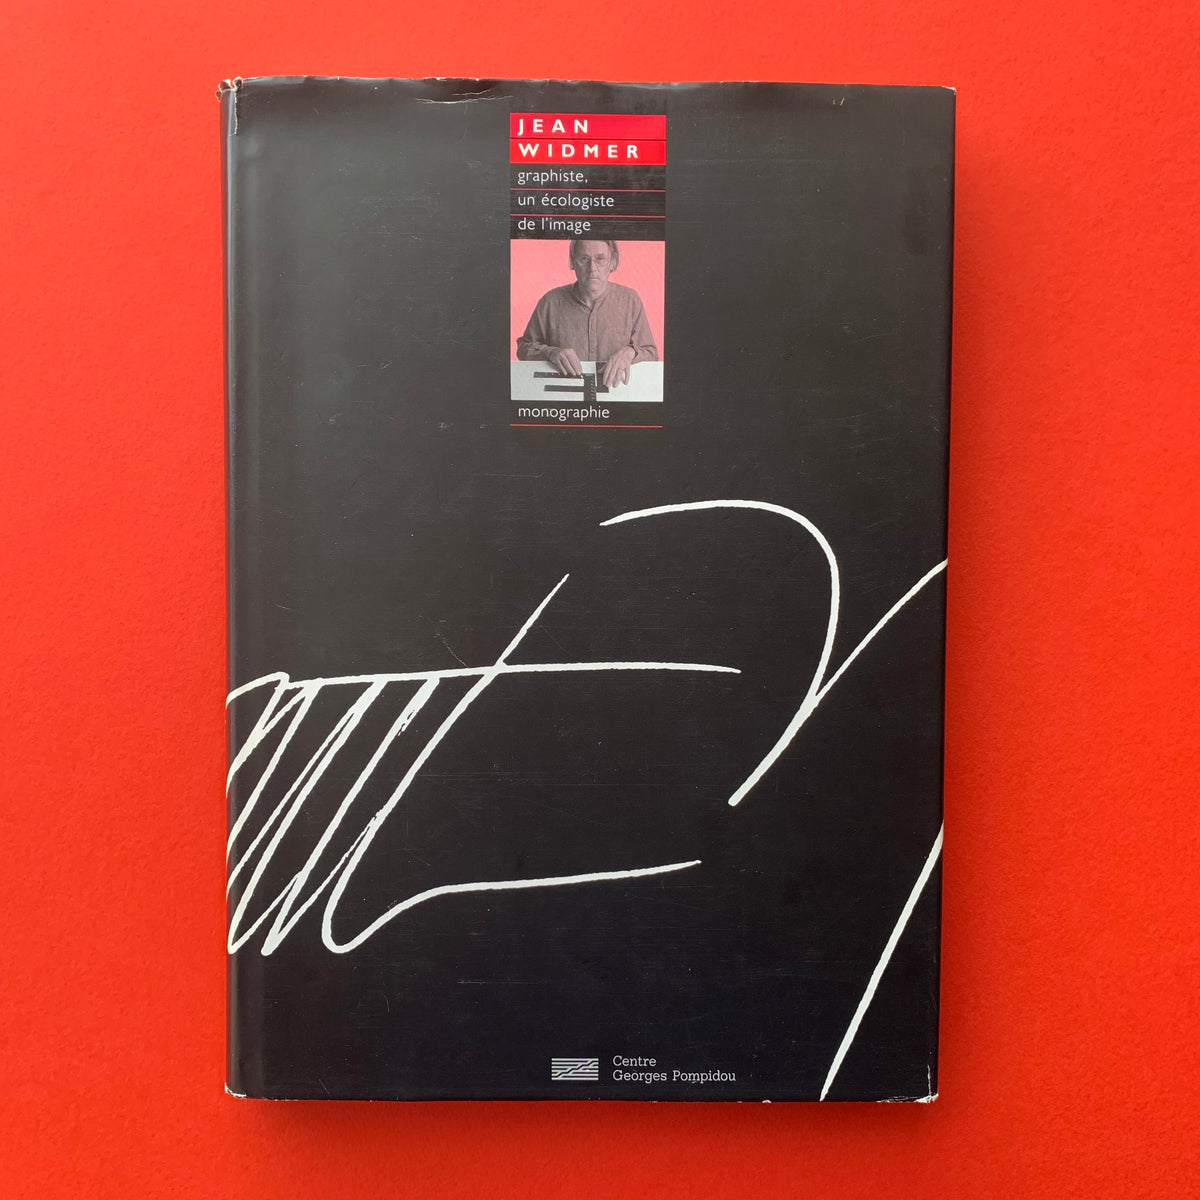 JEAN
WIDMER
graphiste,
un écologiste
de l'image
monographie
Centre
Georges Pompidou